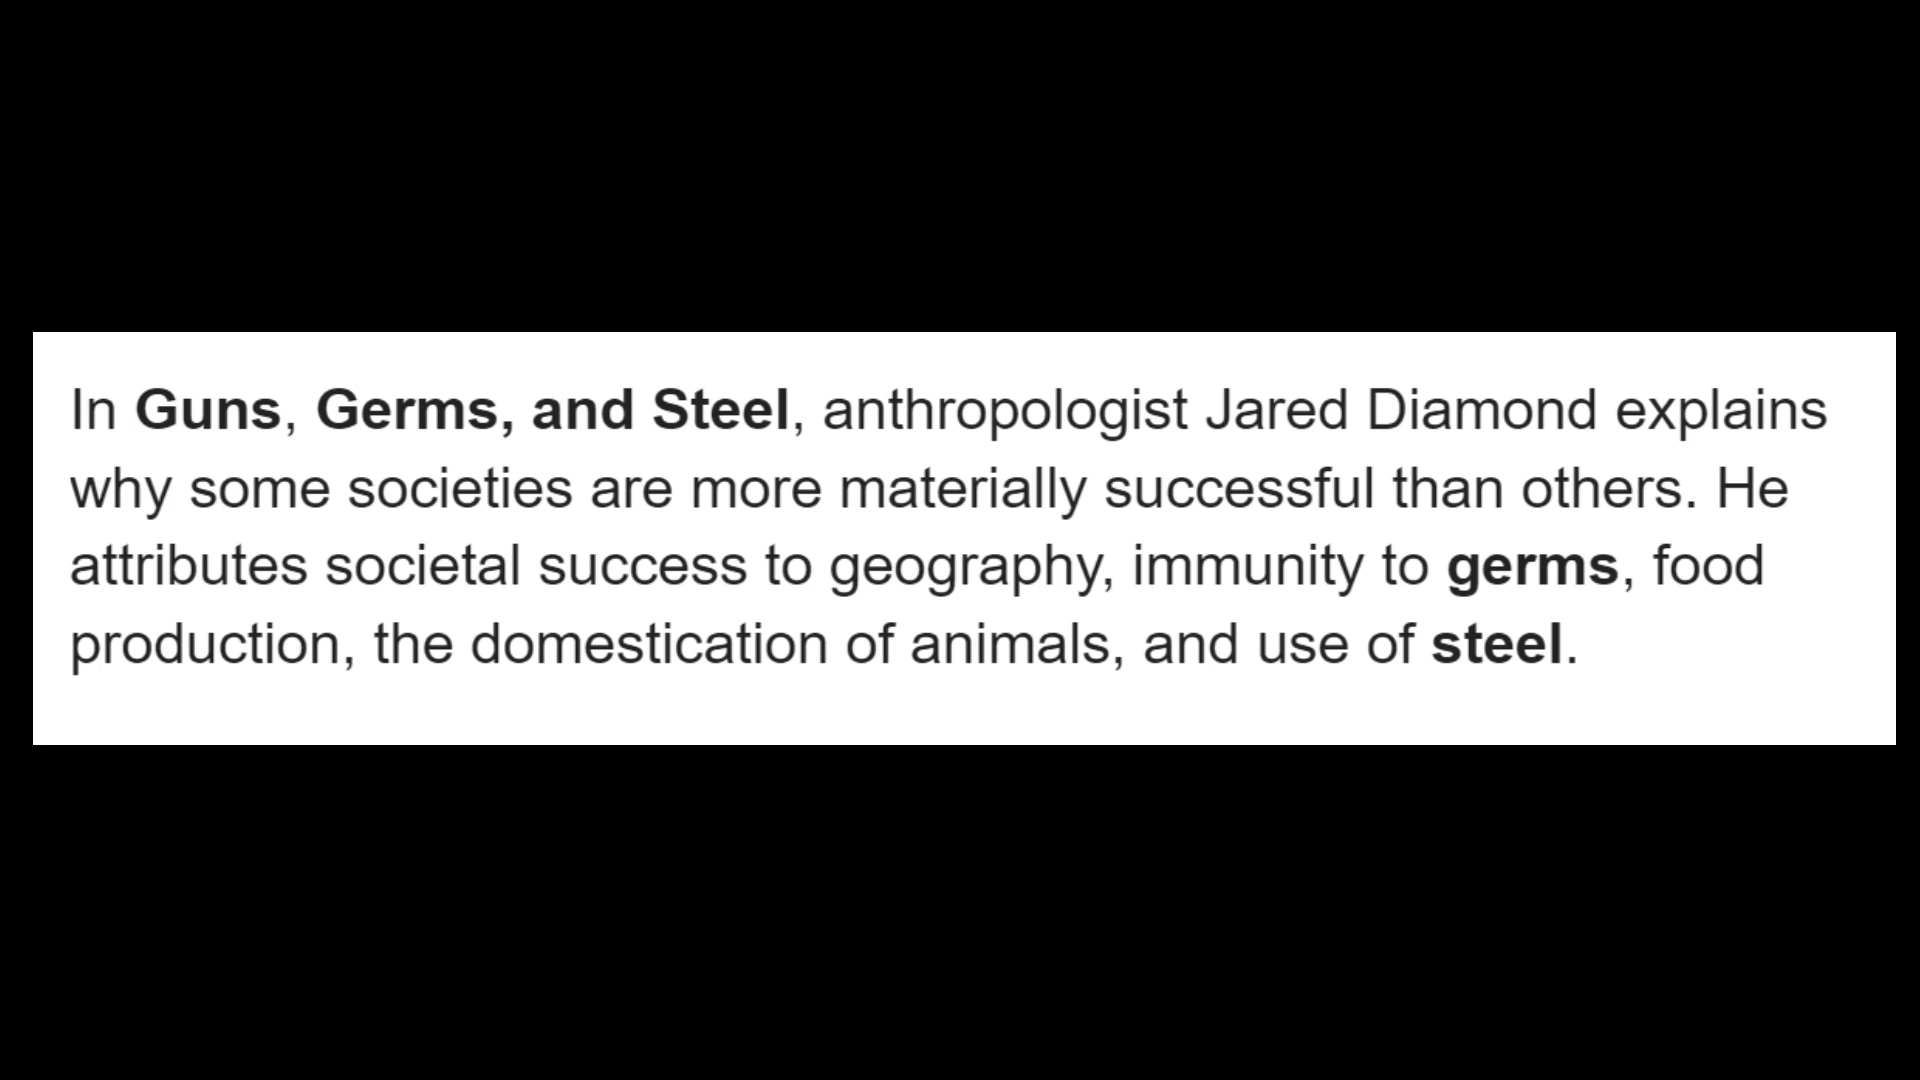 In Guns, Germs, and Steel, anthropologist Jared Diamond explains
why some societies are more materially successful than others. He
attributes societal success to geography, immunity to germs, food
production, the domestication of animals, and use of steel.